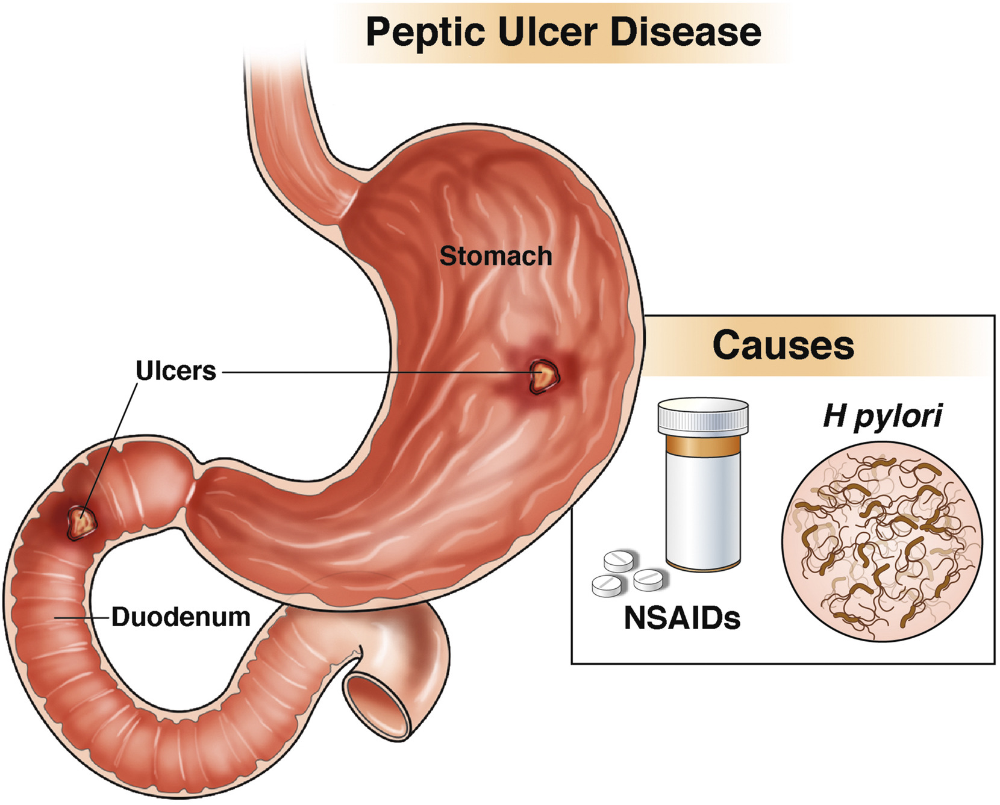 Peptic Ulcer Disease
Stomach
Ulcers
Duodenum
Causes
H pylori
NSAIDs